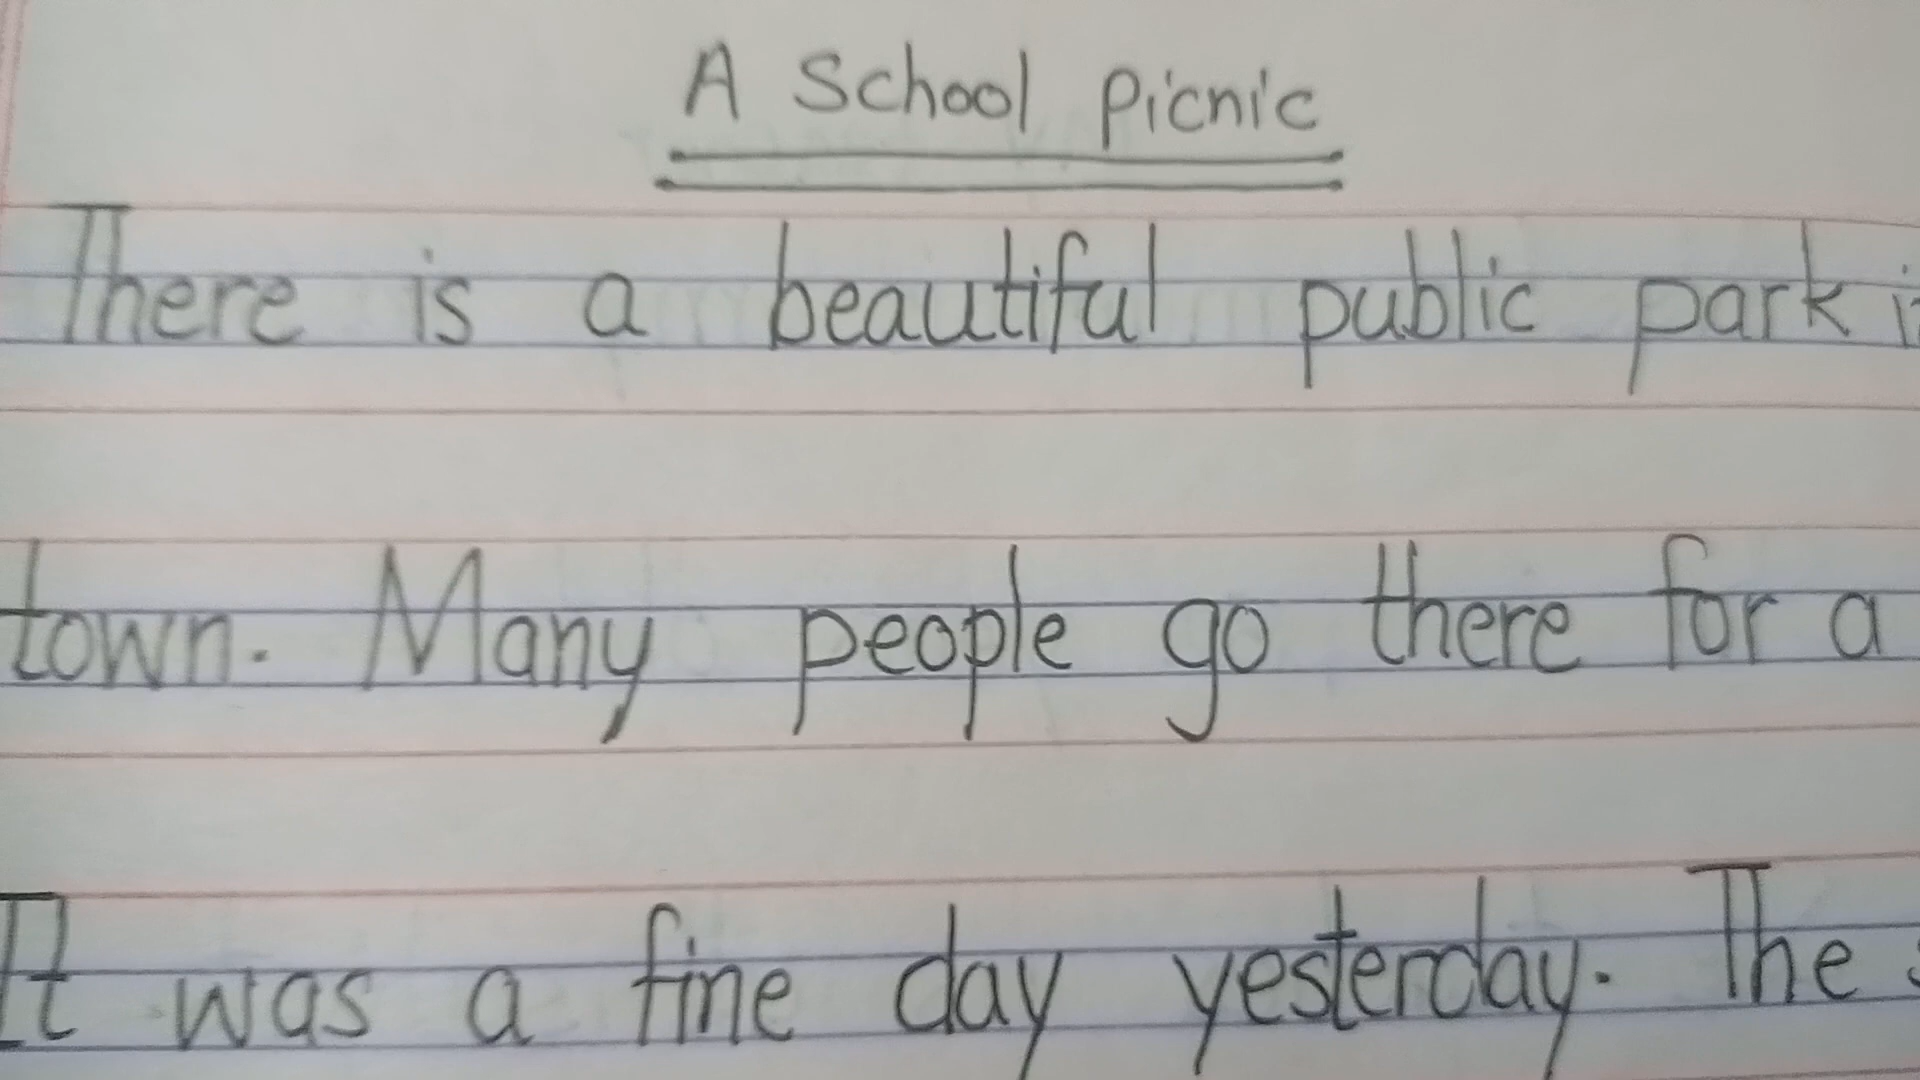 A School Picnic
There is a beautiful public park
town. Many people go there for a
It was a fine day yesterday. The